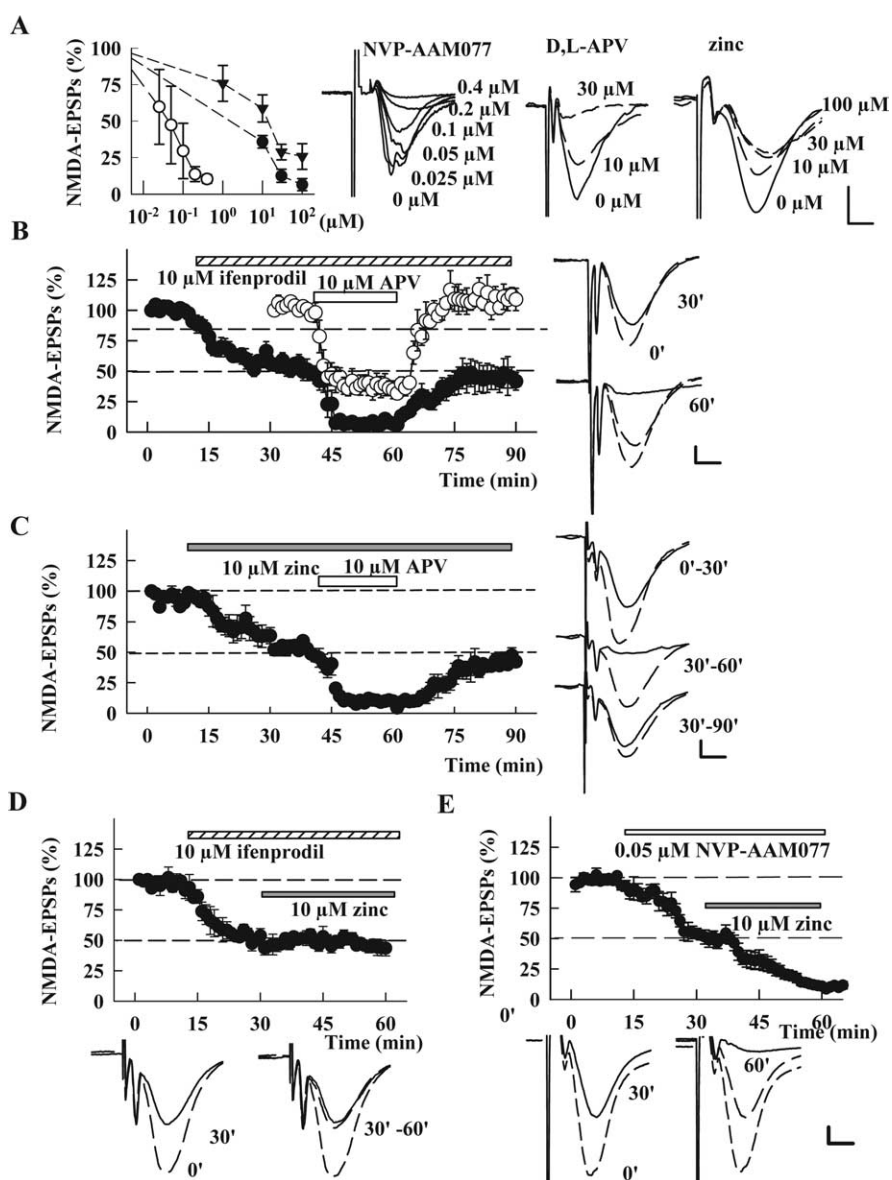 A
NMDA-EPSPs (%)
100
75
50
25
0
10⁻² 10⁻¹ 10⁰ 10¹ 10² (µM)
NVP-AAM077
0.4 µM
0.2 µM
0.1 µM
0.05 µM
0.025 µM
0 µM
D,L-APV
30 µM
10 µM
0 µM
zinc
100 µM
30 µM
10 µM
0 µM
B
NMDA-EPSPs (%)
125
100
75
50
25
0
10 µM ifenprodil
10 µM APV
0 15 30 45 60 75 90
Time (min)
30'
0'
60'
C
NMDA-EPSPs (%)
125
100
75
50
25
0
10 µM zinc
10 µM APV
0 15 30 45 60 75 90
Time (min)
0'-30'
30'-60'
30'-90'
D
NMDA-EPSPs (%)
125
100
75
50
25
0
10 µM ifenprodil
10 µM zinc
0 15 30 45 60
Time (min)
30'
0'
30' -60'
E
NMDA-EPSPs (%)
125
100
75
50
25
0
0.05 µM NVP-AAM077
10 µM zinc
0'
0 15 30 45 60
Time (min)
30'
0'
60'